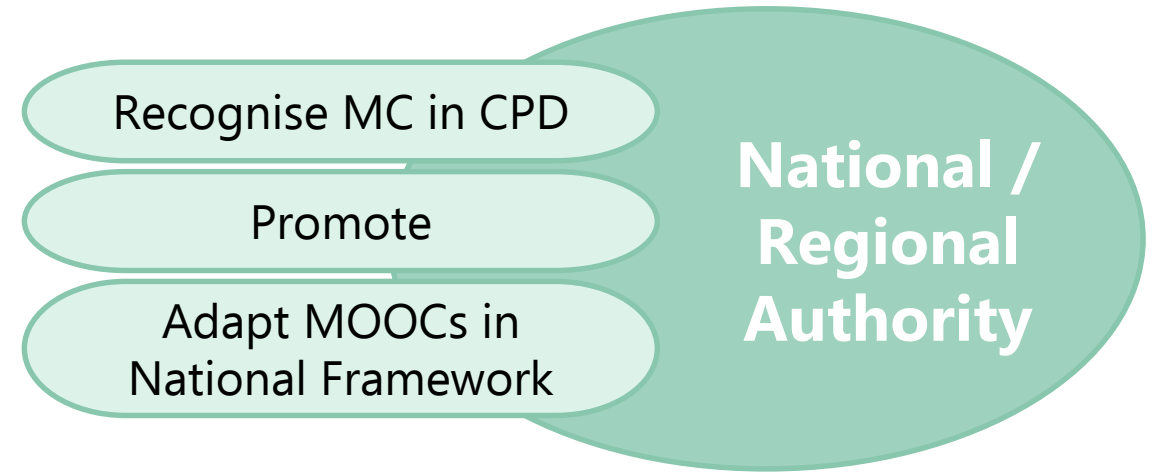 Recognise MC in CPD
Promote
Adapt MOOCs in
National Framework
National /
Regional
Authority